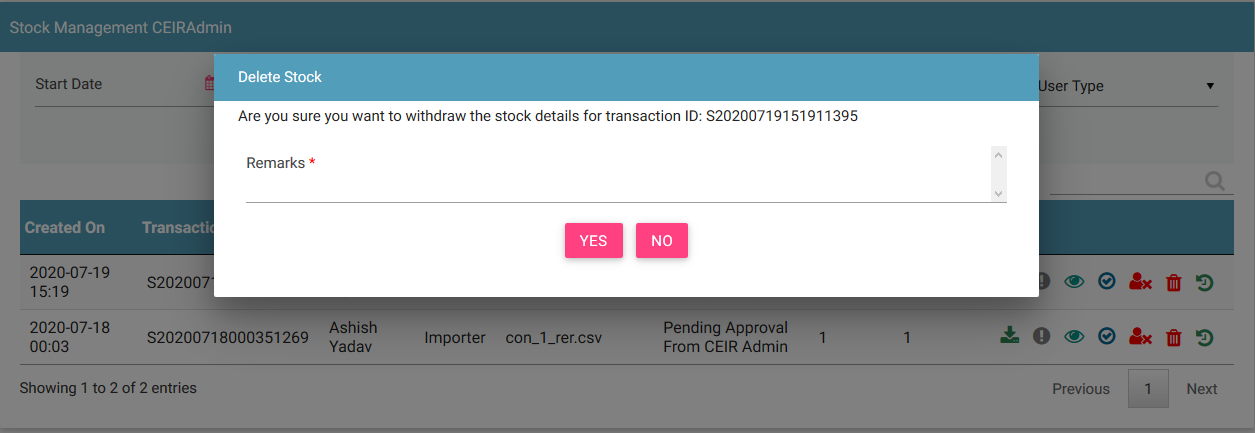 Stock Management CEIRAdmin
Delete Stock
Start Date
User Type
Are you sure you want to withdraw the stock details for transaction ID: S20200719151911395
Remarks *
YES NO
Created On
2020-07-19
15:19
2020-07-18
00:03
S20200718000351269
Ashish
Yadav
Importer
con_1_rer.csv
Pending Approval
From CEIR Admin
1
1
Showing 1 to 2 of 2 entries
Previous 1 Next